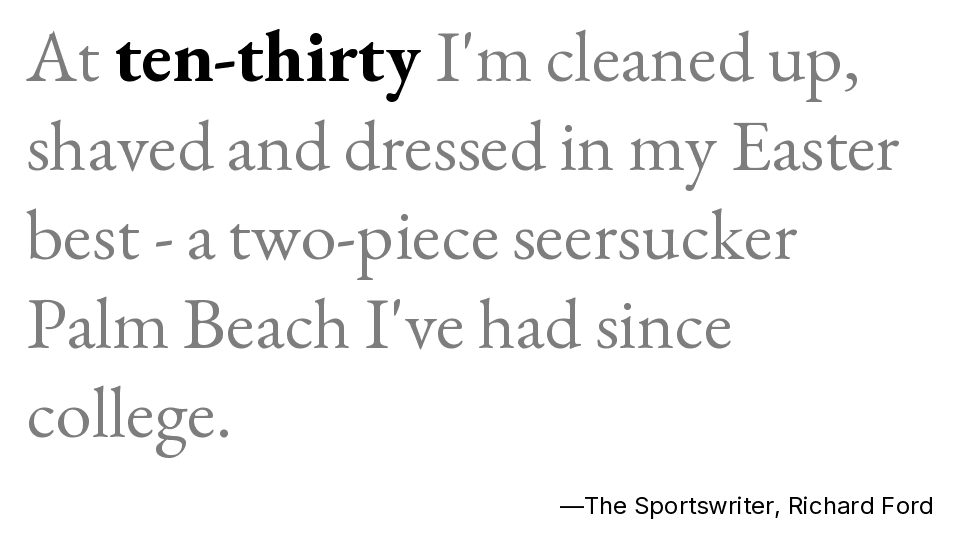 At ten-thirty I'm cleaned up,
shaved and dressed in my Easter
best - a two-piece seersucker
Palm Beach I've had since
college.
—The Sportswriter, Richard Ford